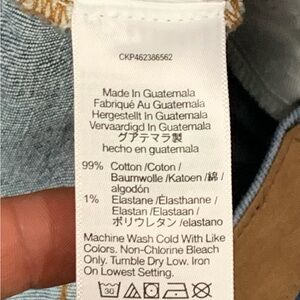 CKP462386562
Made In Guatemala
Fabriqué Au Guatemala
Hergestellt In Guatemala
Vervaardigd In Guatemala
グアテマラ製
hecho en guatemala
99% Cotton /Coton /
Baumwolle /Katoen /綿 /
algodón
1% Elastane /Élasthanne /
Elastan /Elastaan /
ポリウレタン /elastano
Machine Wash Cold With Like
Colors. Non-Chlorine Bleach
Only. Tumble Dry Low. Iron
On Lowest Setting.
30